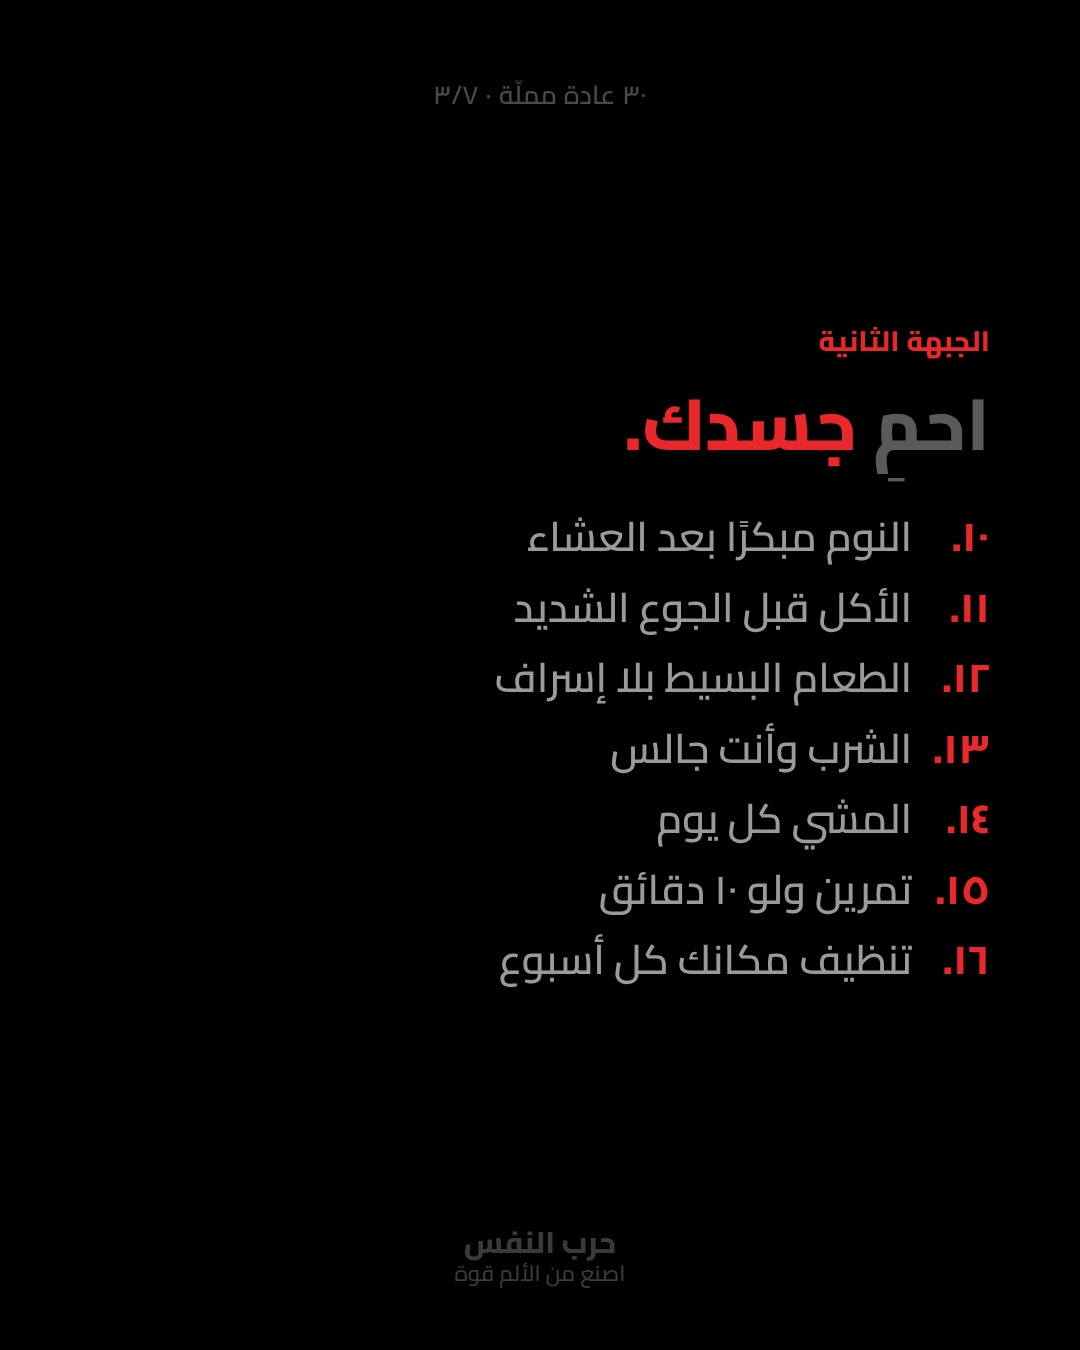 ٣٠ عادة مملّة · ٣/٧
الجبهة الثانية
احمِ جسدك.
١٠. النوم مبكرًا بعد العشاء
١١. الأكل قبل الجوع الشديد
١٢. الطعام البسيط بلا إسراف
١٣. الشرب وأنت جالس
١٤. المشي كل يوم
١٥. تمرين ولو ١٠ دقائق
١٦. تنظيف مكانك كل أسبوع
حرب النفس
اصنع من الألم قوة